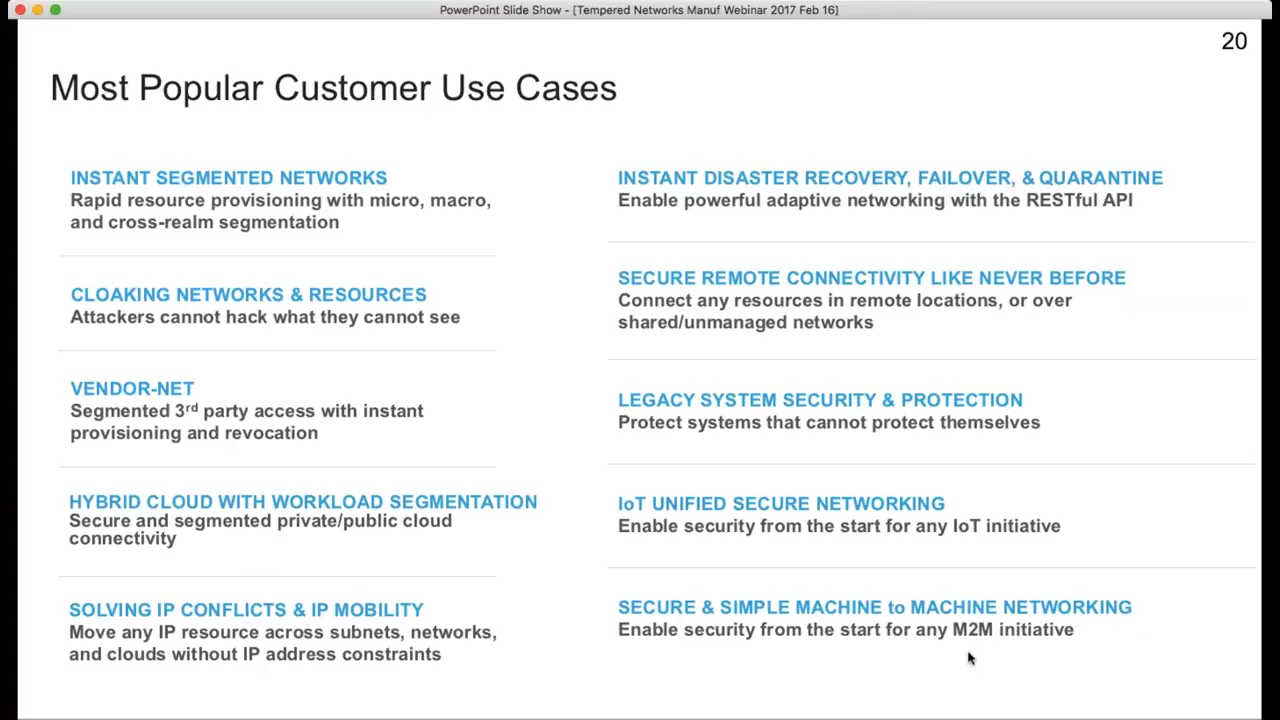 PowerPoint Slide Show - [Tempered Networks Manuf Webinar 2017 Feb 16]
20
Most Popular Customer Use Cases
INSTANT SEGMENTED NETWORKS
Rapid resource provisioning with micro, macro,
and cross-realm segmentation
CLOAKING NETWORKS & RESOURCES
Attackers cannot hack what they cannot see
VENDOR-NET
Segmented 3rd party access with instant
provisioning and revocation
HYBRID CLOUD WITH WORKLOAD SEGMENTATION
Secure and segmented private/public cloud
connectivity
SOLVING IP CONFLICTS & IP MOBILITY
Move any IP resource across subnets, networks,
and clouds without IP address constraints
INSTANT DISASTER RECOVERY, FAILOVER, & QUARANTINE
Enable powerful adaptive networking with the RESTful API
SECURE REMOTE CONNECTIVITY LIKE NEVER BEFORE
Connect any resources in remote locations, or over
shared/unmanaged networks
LEGACY SYSTEM SECURITY & PROTECTION
Protect systems that cannot protect themselves
IoT UNIFIED SECURE NETWORKING
Enable security from the start for any IoT initiative
SECURE & SIMPLE MACHINE to MACHINE NETWORKING
Enable security from the start for any M2M initiative